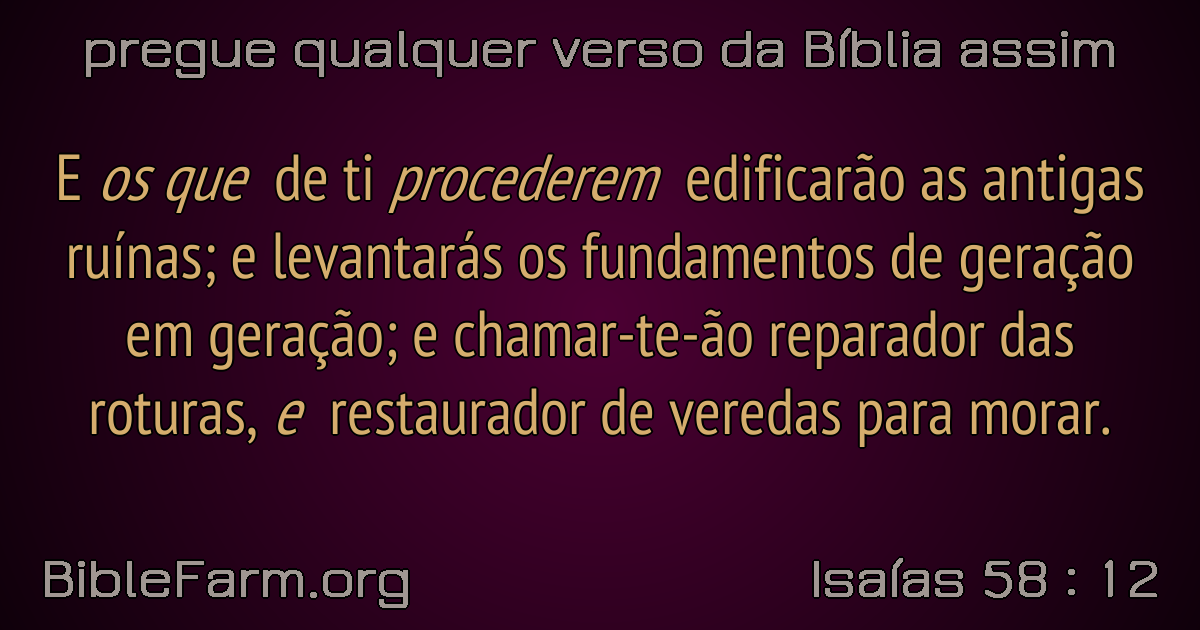 pregue qualquer verso da Bíblia assim
E os que de ti procederem edificarão as antigas
ruínas; e levantarás os fundamentos de geração
em geração; e chamar-te-ão reparador das
roturas, e restaurador de veredas para morar.
BibleFarm.org
Isaías 58 : 12